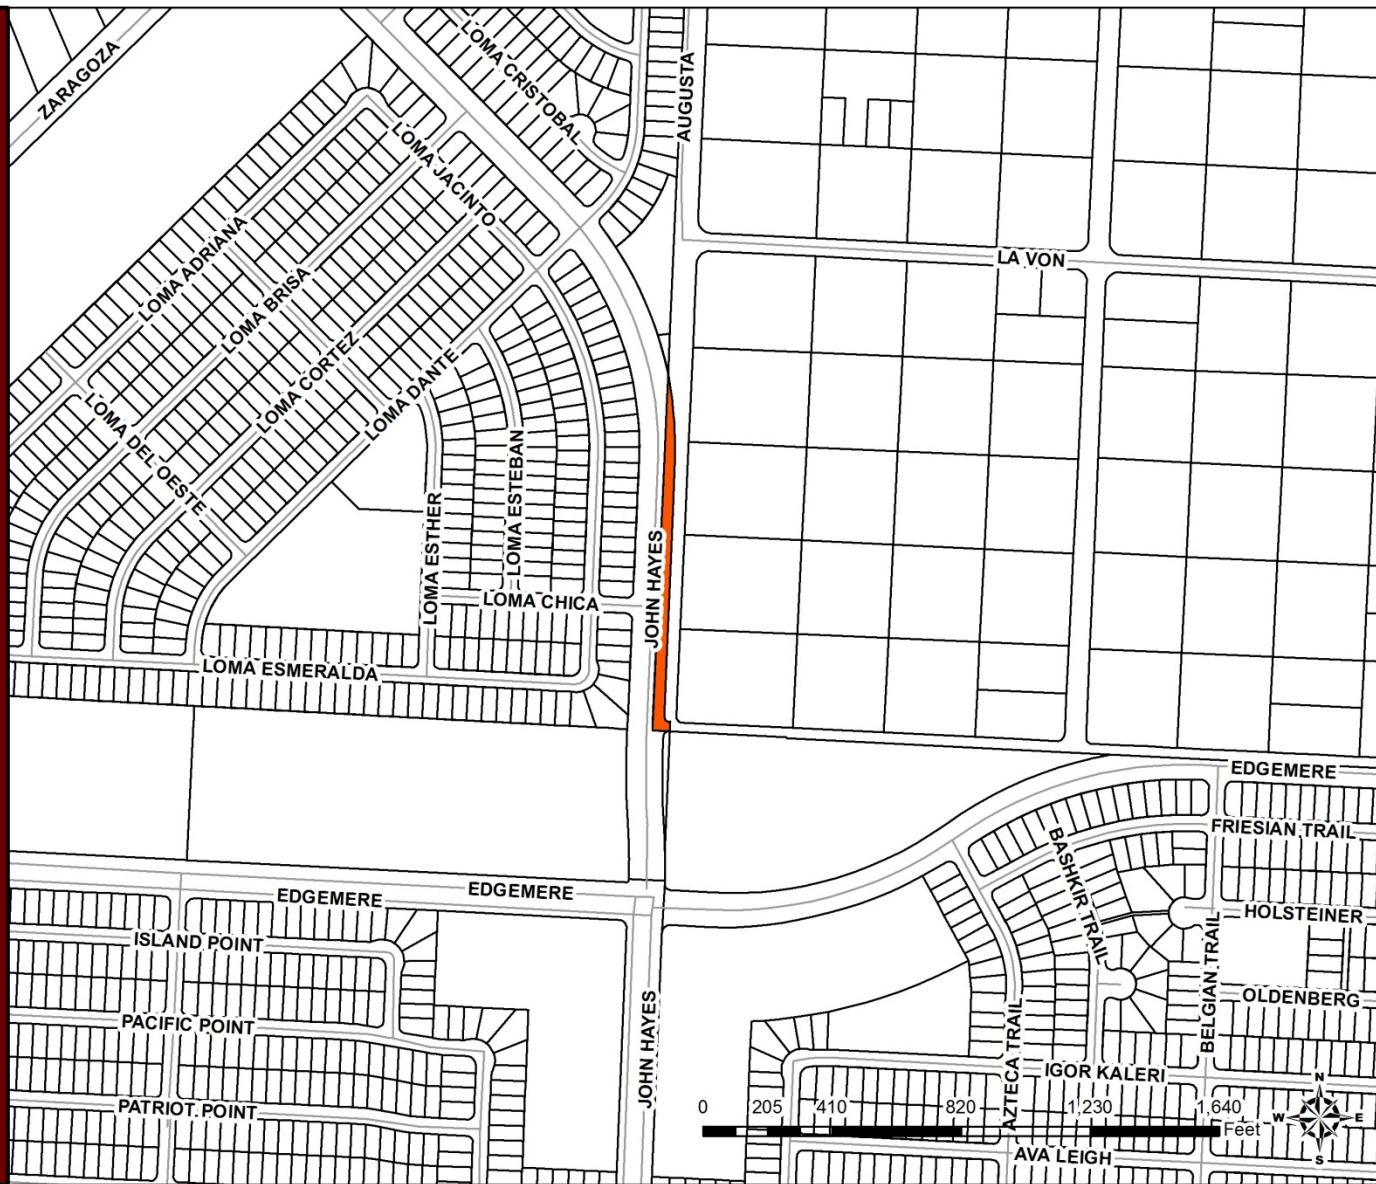 ZARAGOZA
LOMA CRISTOBAL
AUGUSTA
LOMA JACINTO
LOMA ADRIANA
LA VON
LOMA BRISA
LOMA CORTEZ
LOMA DANTE
LOMA DEL OESTE
LOMA ESTEBAN
LOMA ESTHER
JOHN HAYES
LOMA CHICA
LOMA ESMERALDA
EDGEMERE
FRIESIAN TRAIL
BASHKIR TRAIL
EDGEMERE
EDGEMERE
HOLSTEINER
ISLAND POINT
BELGIAN TRAIL
OLDENBERG
PACIFIC POINT
JOHN HAYES
AZTECA TRAIL
IGOR KALERI
PATRIOT POINT
0 205 410 820 1,230 1,640
Feet
N
W E
S
AVA LEIGH